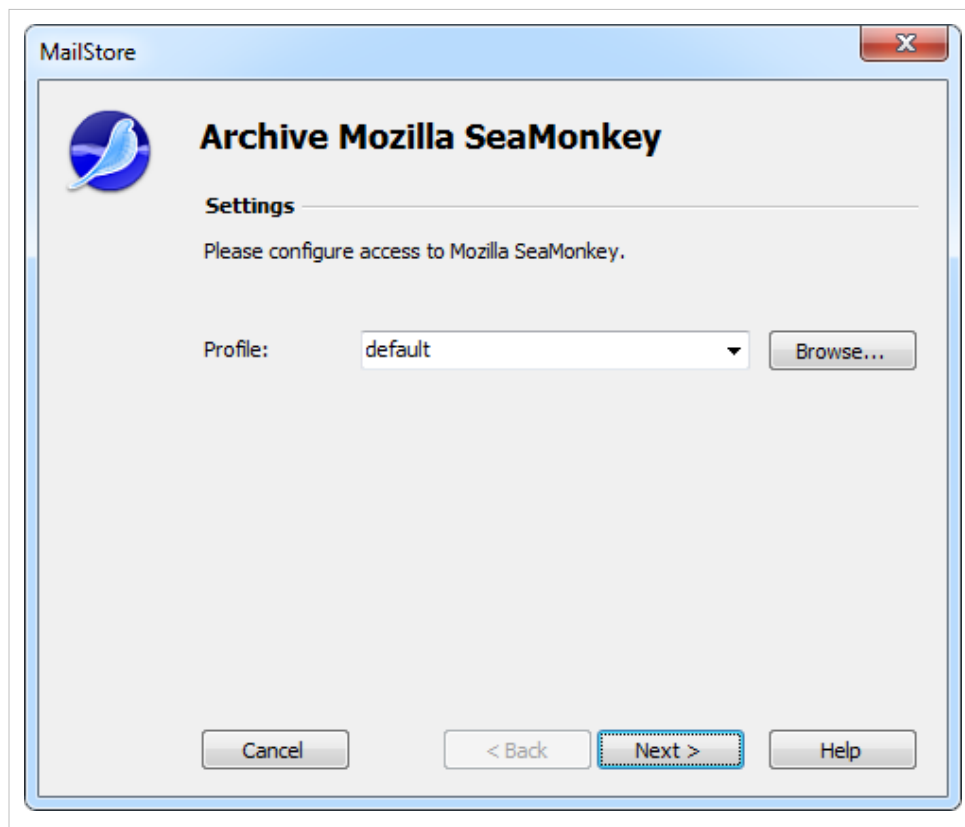 MailStore
Archive Mozilla SeaMonkey
Settings
Please configure access to Mozilla SeaMonkey.
Profile: default Browse...
Cancel < Back Next > Help